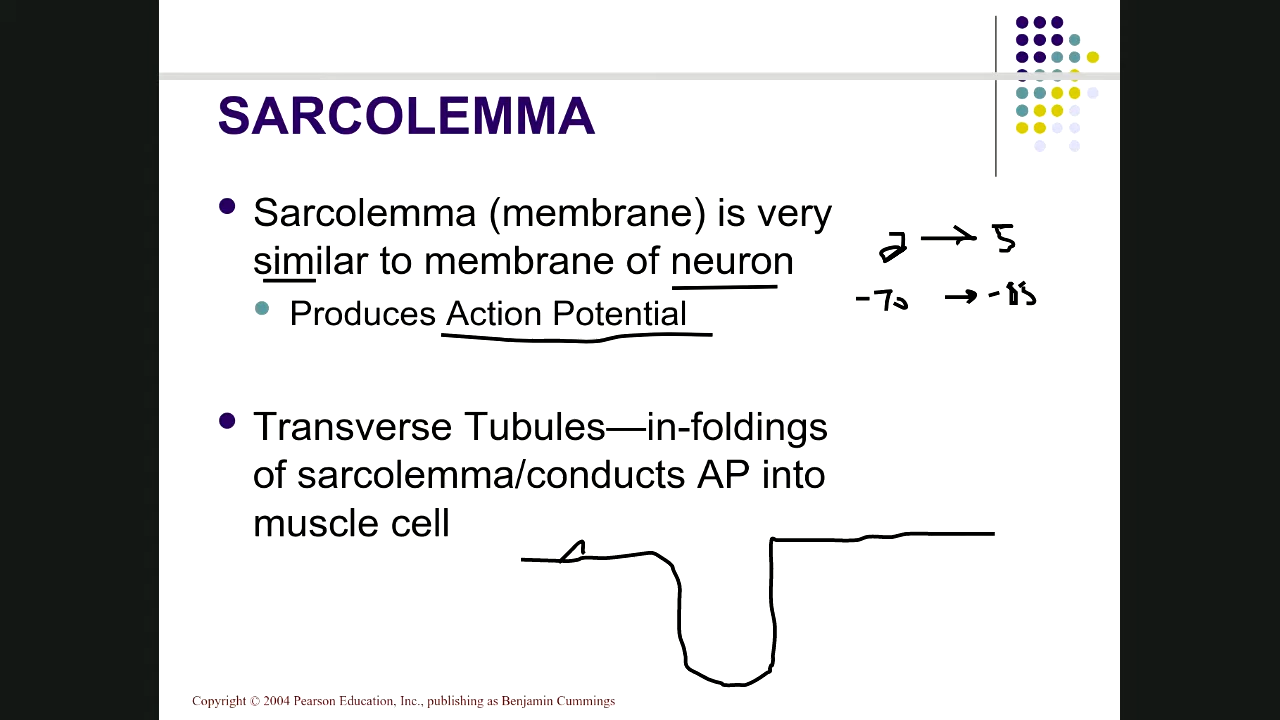 SARCOLEMMA
Sarcolemma (membrane) is very
similar to membrane of neuron
Produces Action Potential
2 → 5
-70 → -85
Transverse Tubules—in-foldings
of sarcolemma/conducts AP into
muscle cell
Copyright © 2004 Pearson Education, Inc., publishing as Benjamin Cummings